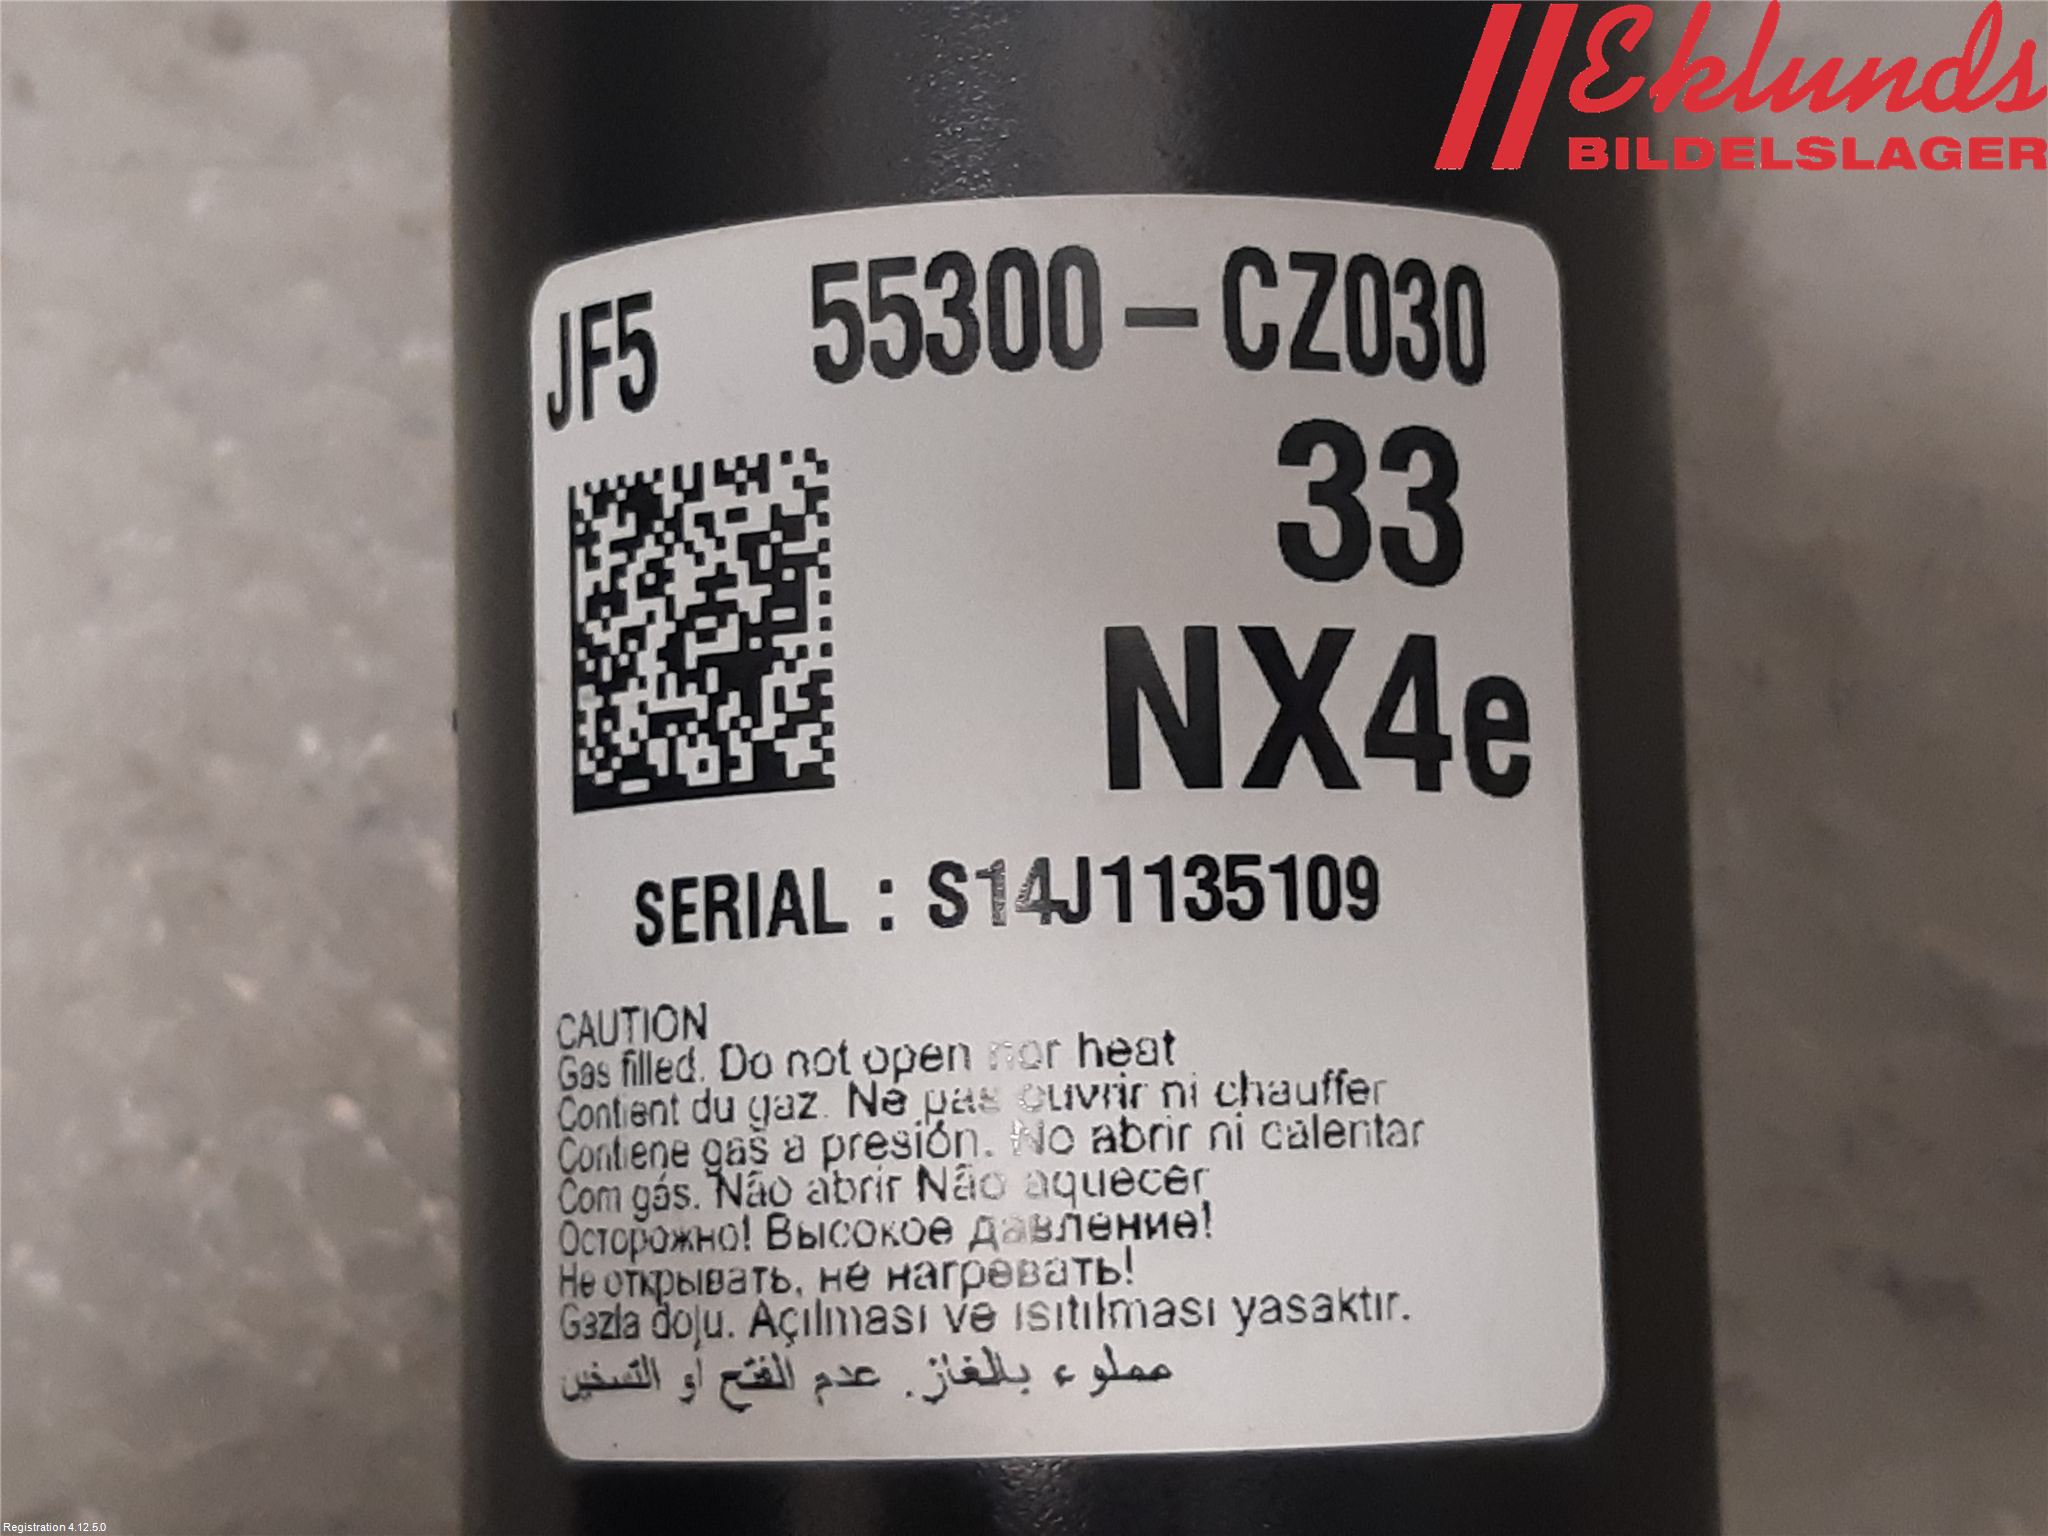 Eklunds
BILDELSLAGER
JF5 55300-CZ030
33
NX4e
SERIAL : S14J1135109
CAUTION
Gas filled. Do not open nor heat
Contient du gaz. Ne pas ouvrir ni chauffer
Contiene gas a presión. No abrir ni calentar
Com gás. Não abrir Não aquecer
Осторожно! Высокое давление!
Не открывать, не нагревать!
Gazla dolu. Açılması ve ısıtılması yasaktır.
مملوء بالغاز. عدم الفتح او التسخين
Registration 4.12.5.0